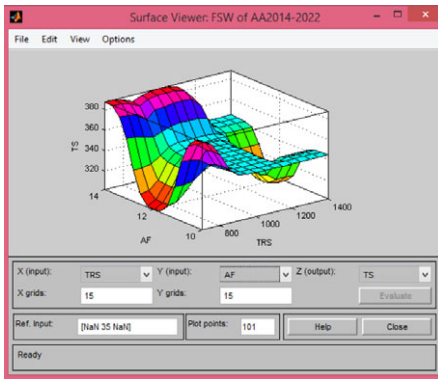 Surface Viewer: FSW of AA2014-2022
File Edit View Options
380
360
340
320
TS
14
12
10
AF
800
1000
1200
1400
TRS
X (input): TRS Y (input): AF Z (output): TS
X grids: 15 Y grids: 15 Evaluate
Ref. Input: [NaN 35 NaN] Plot points: 101 Help Close
Ready